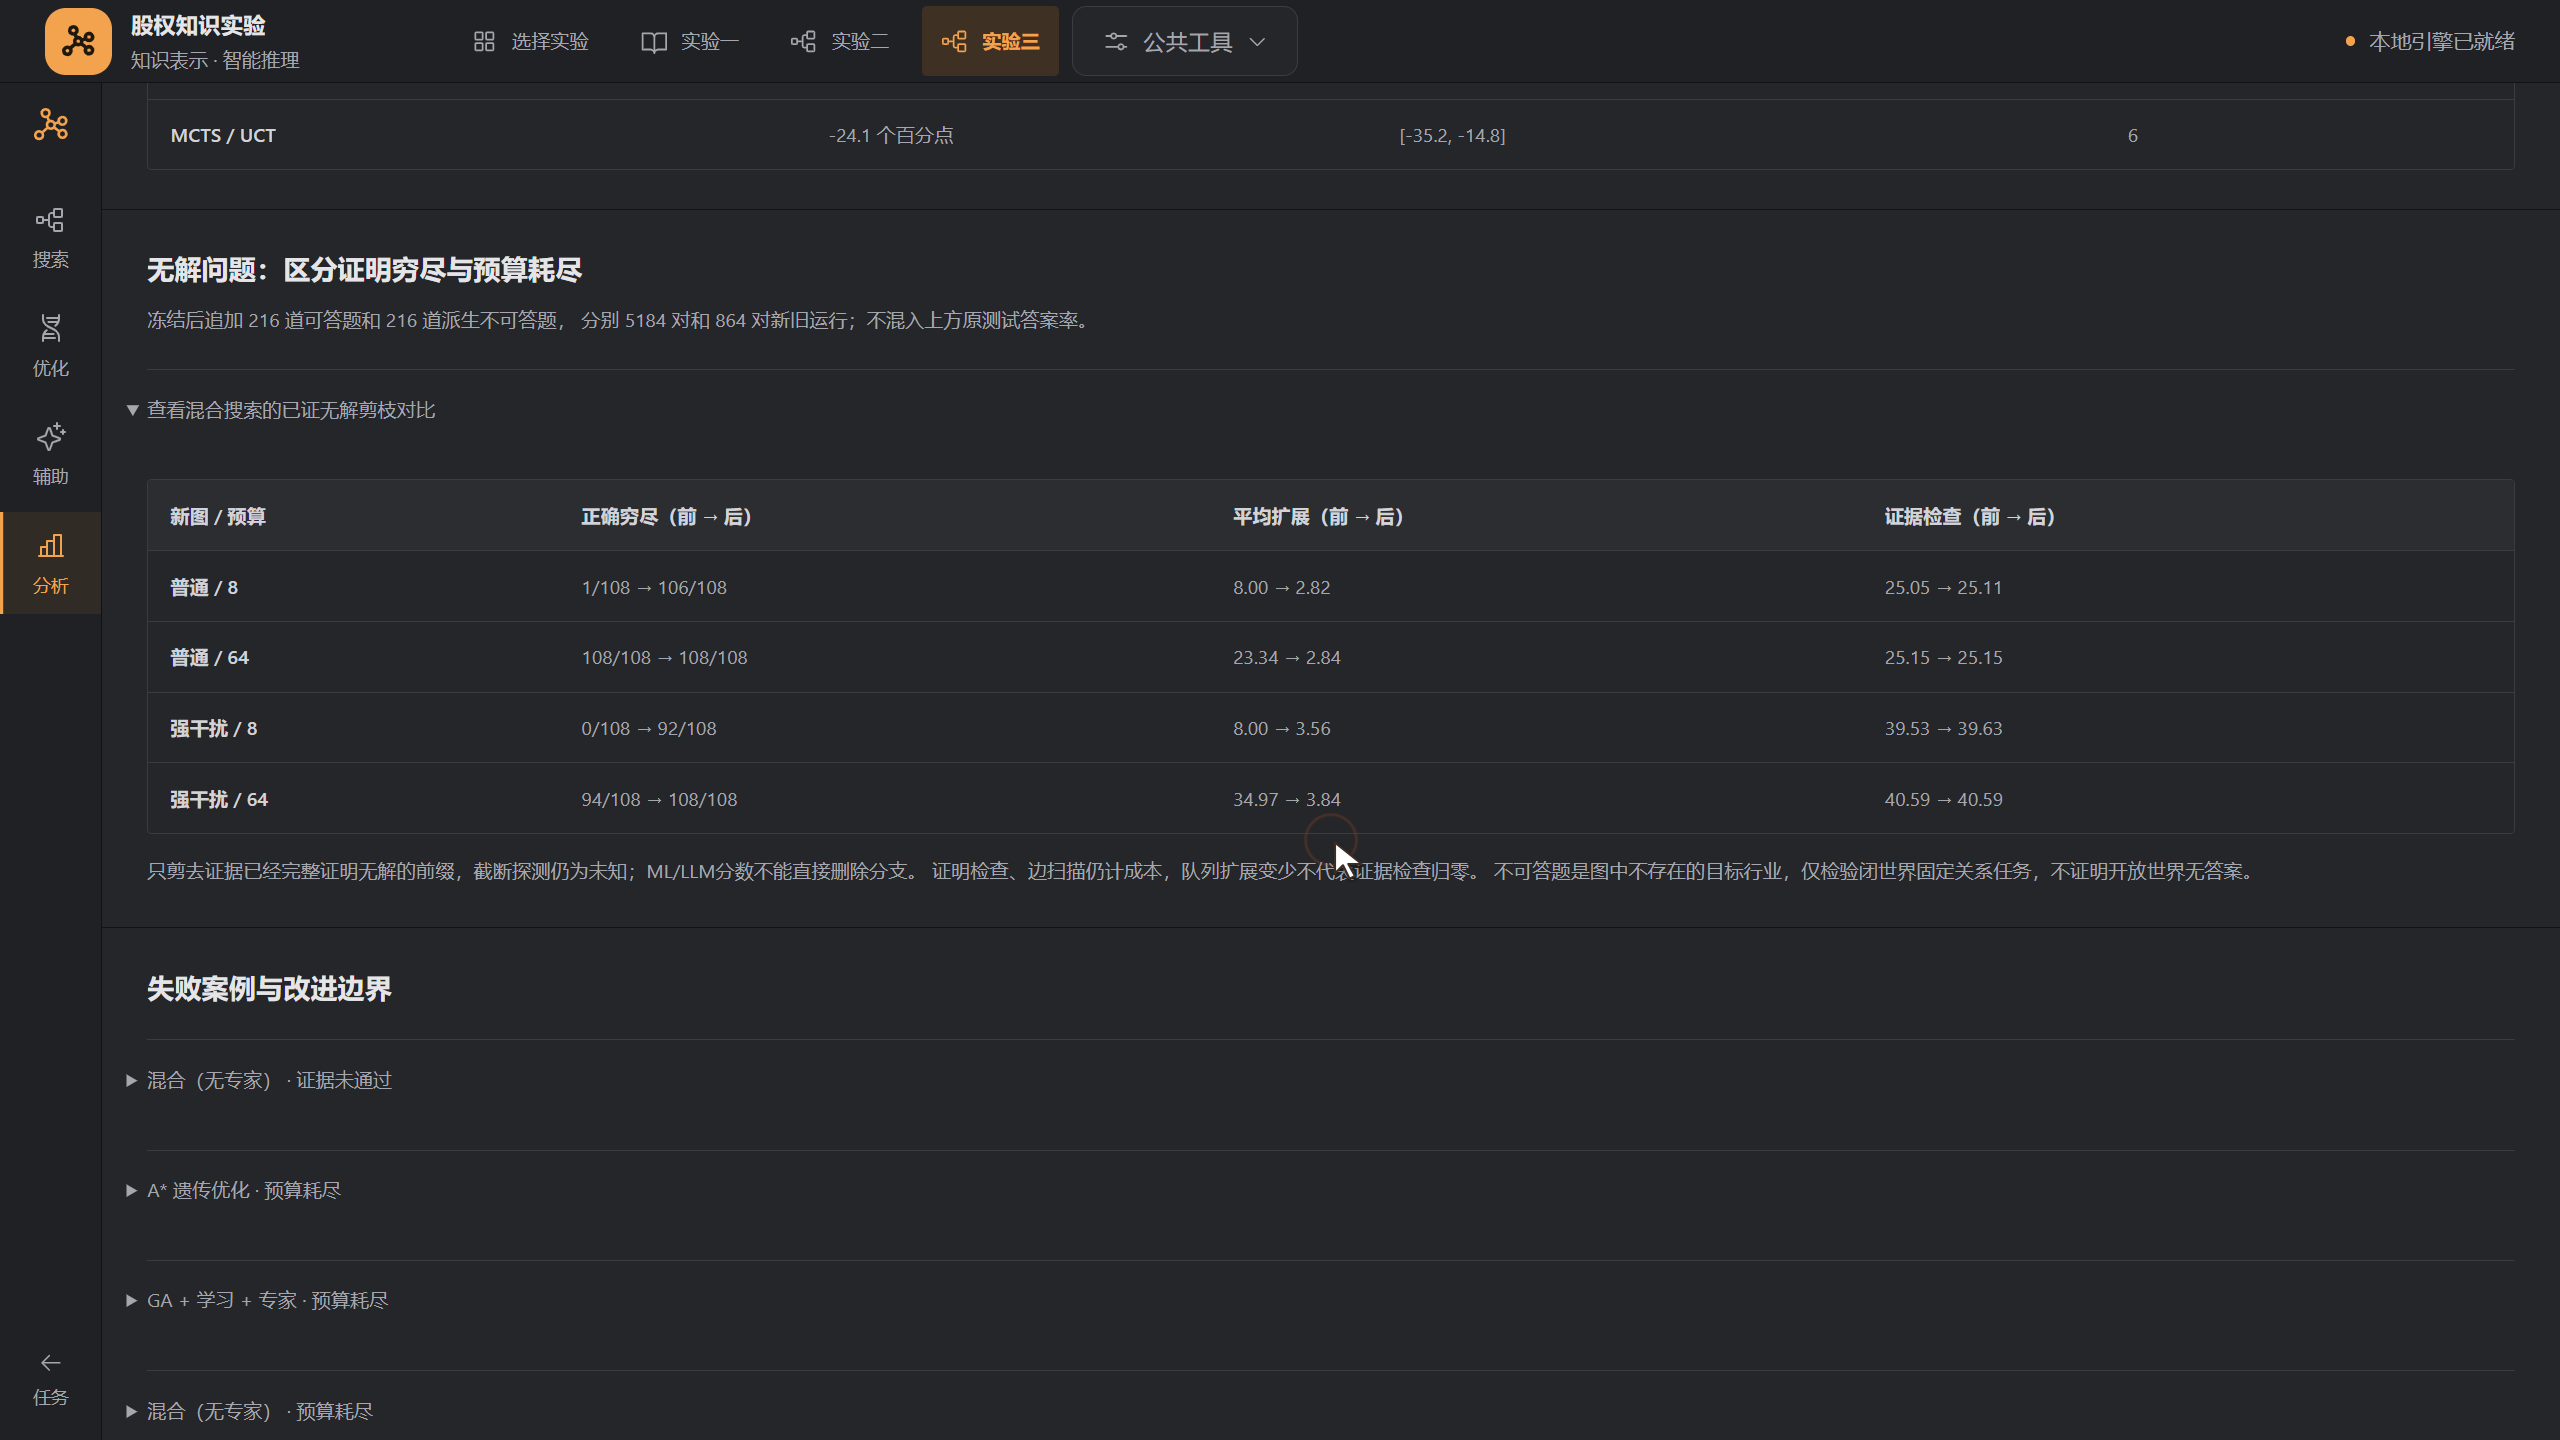 股权知识实验
知识表示 · 智能推理
选择实验
实验一
实验二
实验三
公共工具
本地引擎已就绪
搜索
优化
辅助
分析
任务
MCTS / UCT -24.1 个百分点 [-35.2, -14.8] 6
无解问题：区分证明穷尽与预算耗尽
冻结后追加 216 道可答题和 216 道派生不可答题， 分别 5184 对和 864 对新旧运行；不混入上方原测试答案率。
查看混合搜索的已证无解剪枝对比
新图 / 预算 正确穷尽（前 → 后） 平均扩展（前 → 后） 证据检查（前 → 后）
普通 / 8 1/108 → 106/108 8.00 → 2.82 25.05 → 25.11
普通 / 64 108/108 → 108/108 23.34 → 2.84 25.15 → 25.15
强干扰 / 8 0/108 → 92/108 8.00 → 3.56 39.53 → 39.63
强干扰 / 64 94/108 → 108/108 34.97 → 3.84 40.59 → 40.59
只剪去证据已经完整证明无解的前缀，截断探测仍为未知；ML/LLM分数不能直接删除分支。 证明检查、边扫描仍计成本，队列扩展变少不代表证据检查归零。 不可答题是图中不存在的目标行业，仅检验闭世界固定关系任务，不证明开放世界无答案。
失败案例与改进边界
混合（无专家） · 证据未通过
A* 遗传优化 · 预算耗尽
GA + 学习 + 专家 · 预算耗尽
混合（无专家） · 预算耗尽